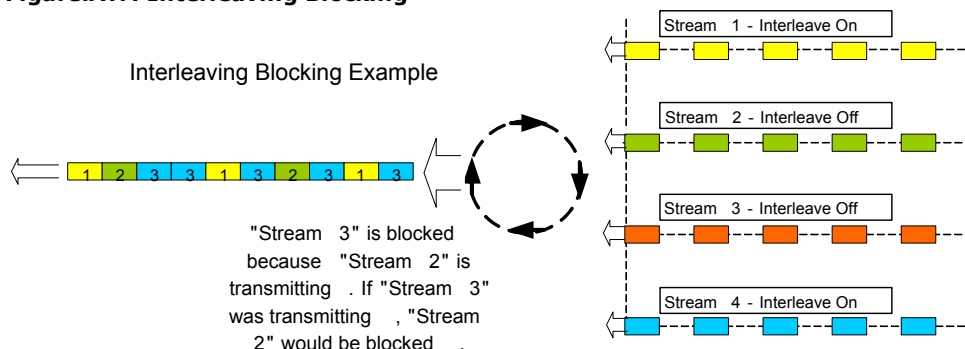 Interleaving Blocking
Interleaving Blocking Example
1 2 3 3 1 3 2 3 1 3
"Stream 3" is blocked
because "Stream 2" is
transmitting . If "Stream 3"
was transmitting , "Stream
2" would be blocked .
Stream 1 - Interleave On
Stream 2 - Interleave Off
Stream 3 - Interleave Off
Stream 4 - Interleave On